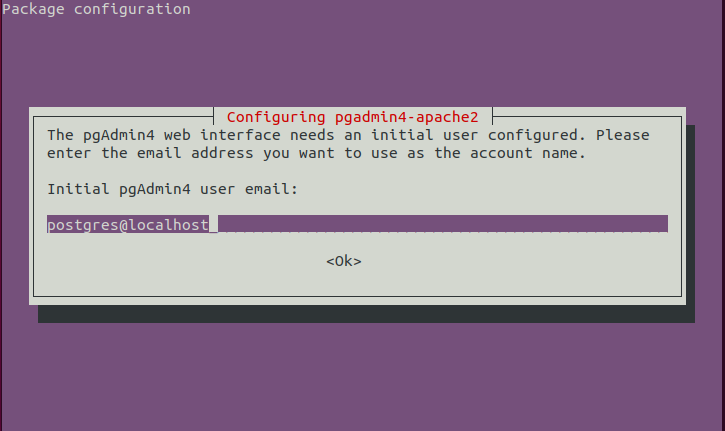 Package configuration
Configuring pgadmin4-apache2
The pgAdmin4 web interface needs an initial user configured. Please
enter the email address you want to use as the account name.
Initial pgAdmin4 user email:
postgres@localhost
<Ok>